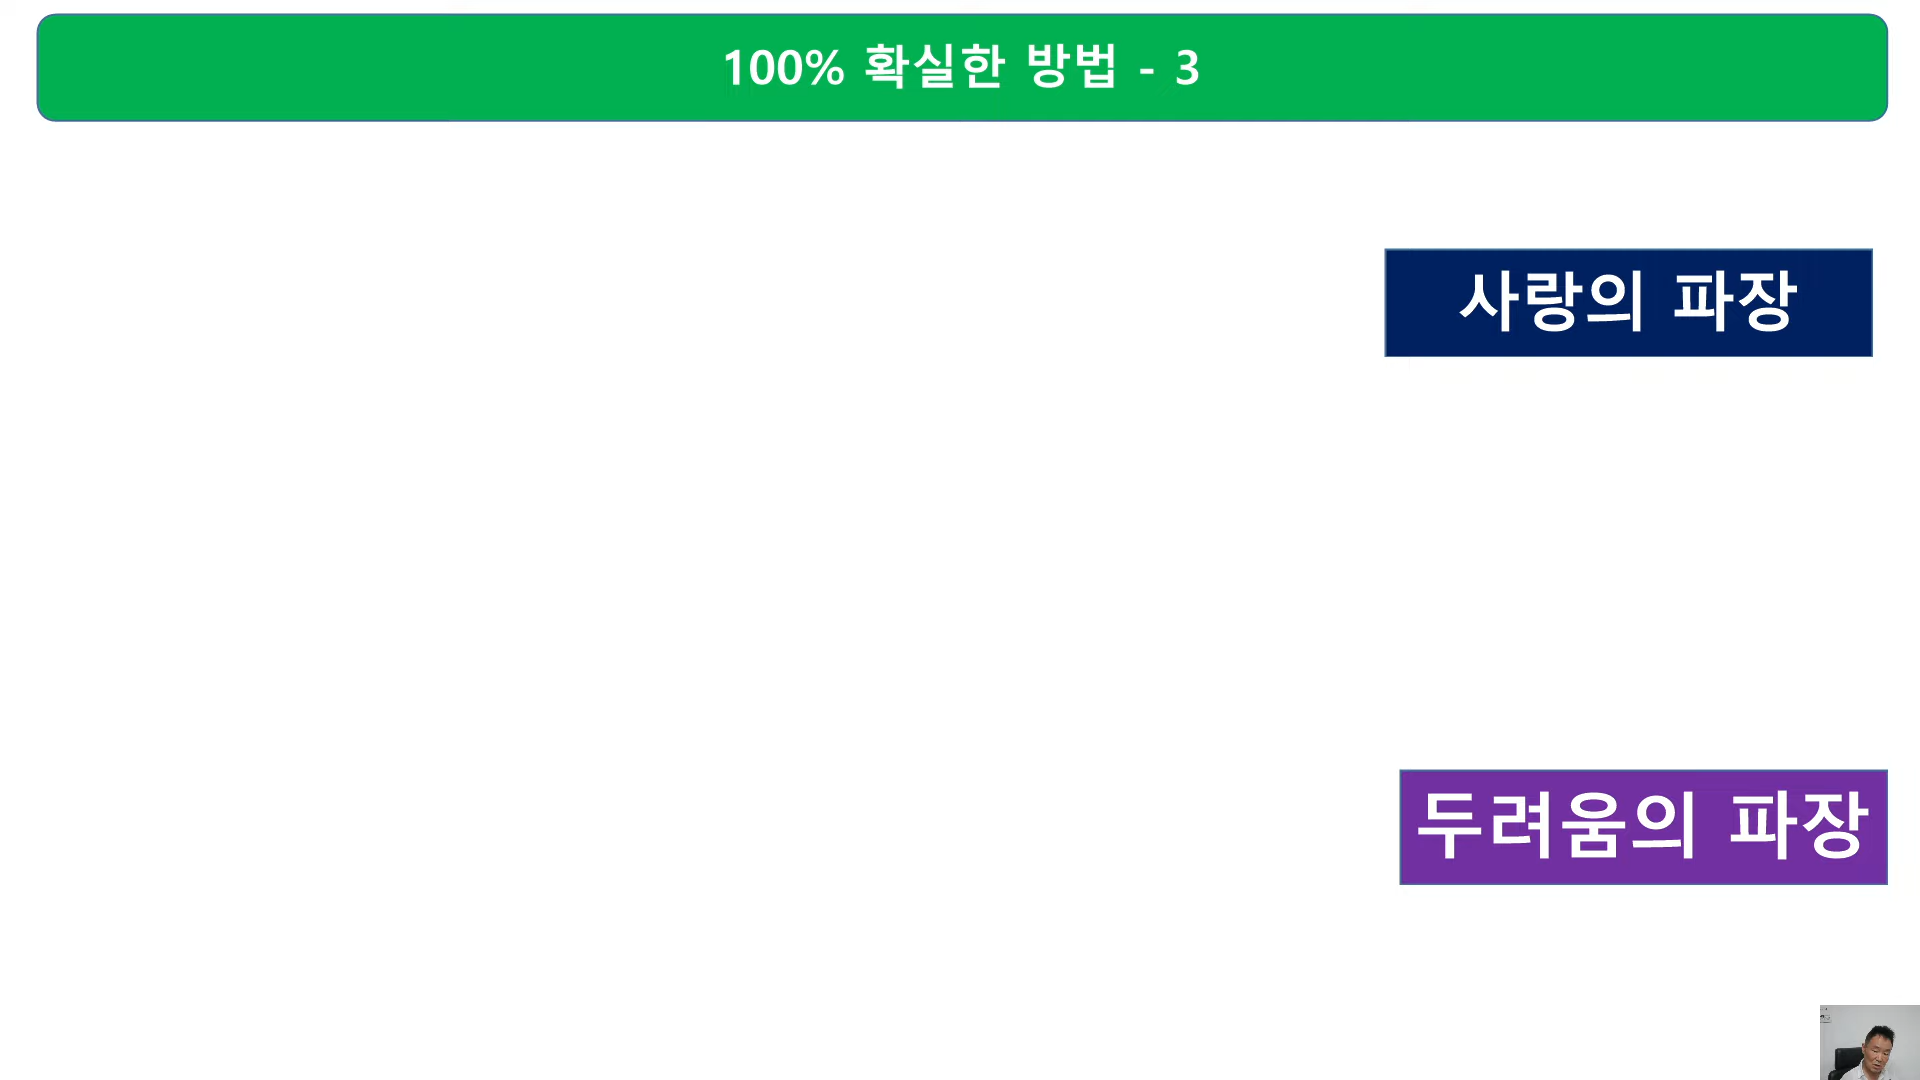 100% 확실한 방법 - 3
사랑의 파장
두려움의 파장